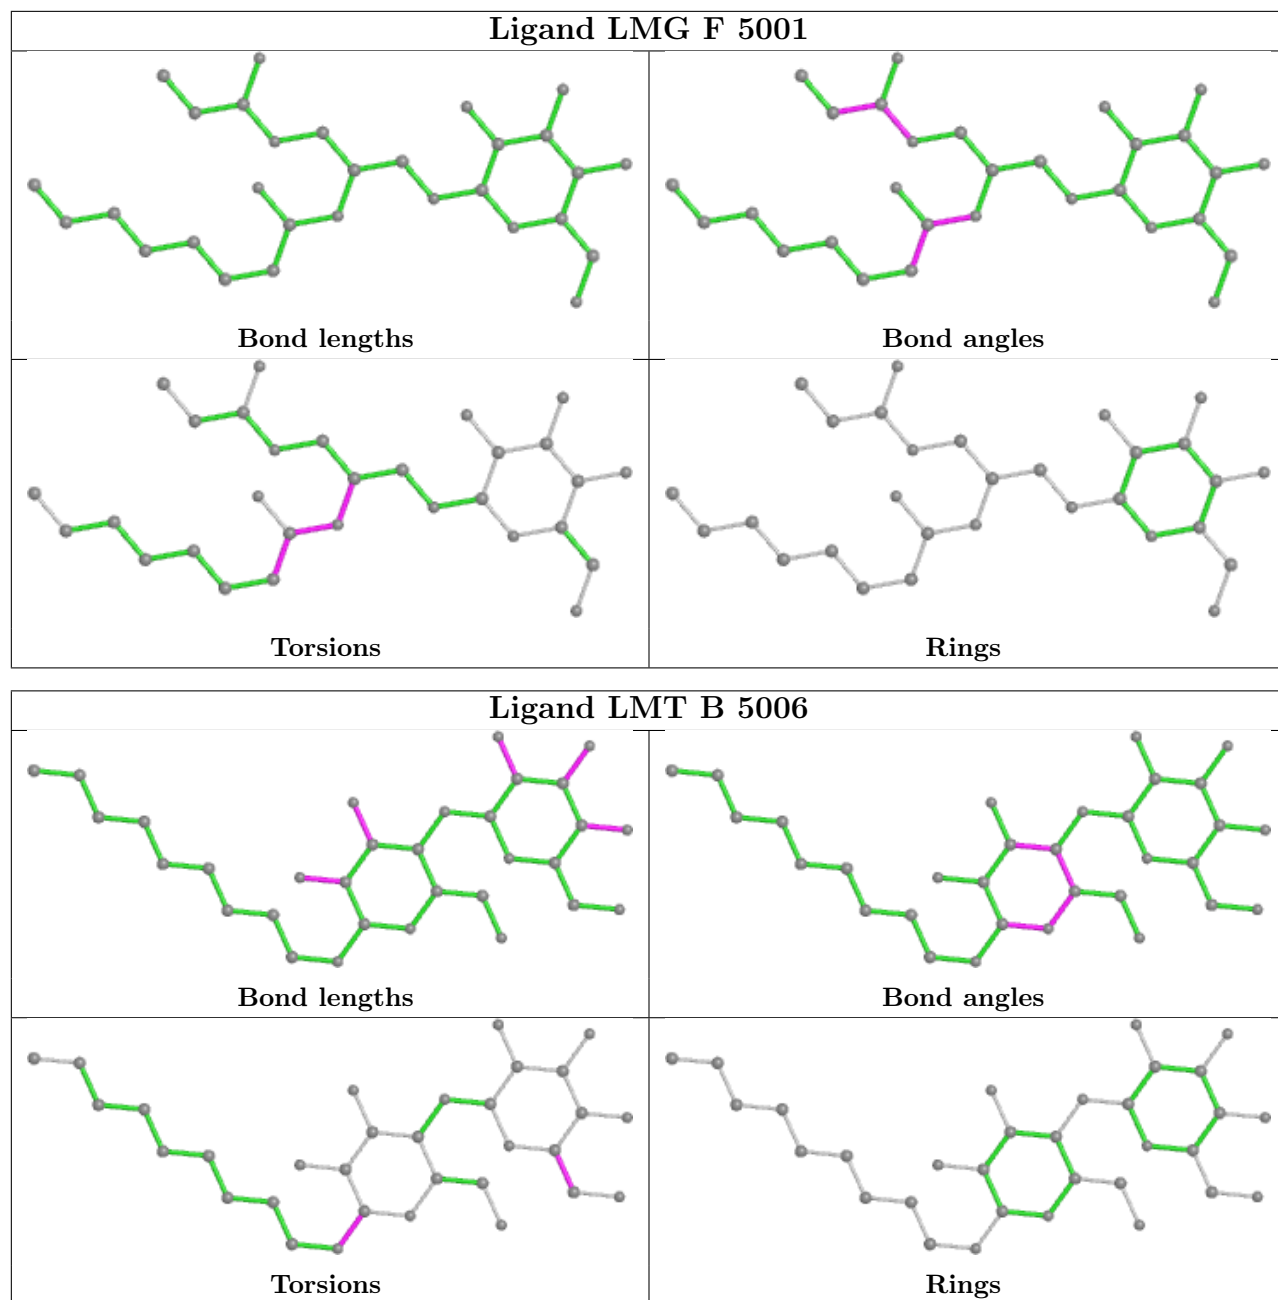 Ligand LMG F 5001
Bond lengths
Bond angles
Torsions
Rings
Ligand LMT B 5006
Bond lengths
Bond angles
Torsions
Rings